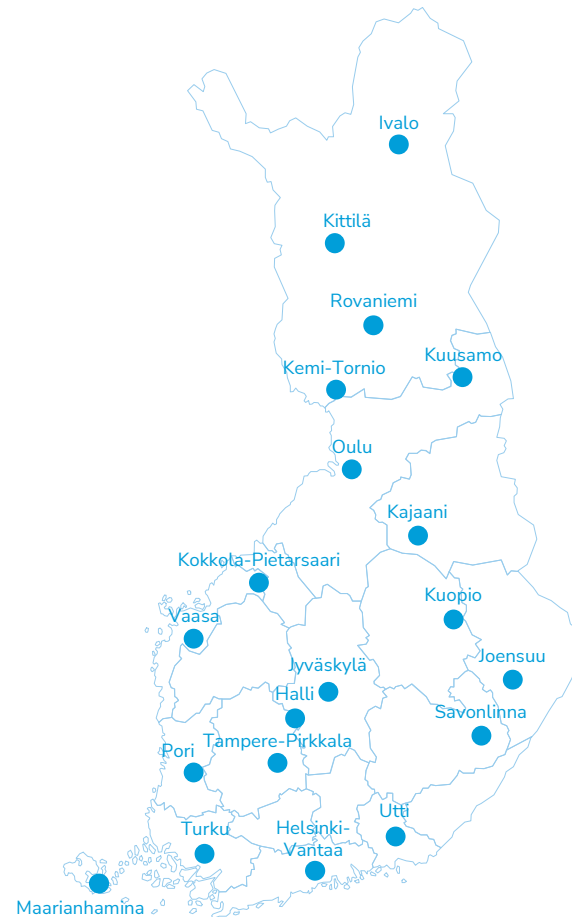 Ivalo
Kittilä
Rovaniemi
Kuusamo
Kemi-Tornio
Oulu
Kajaani
Kokkola-Pietarsaari
Kuopio
Vaasa
Joensuu
Jyväskylä
Halli
Savonlinna
Tampere-Pirkkala
Pori
Utti
Turku
Helsinki-
Vantaa
Maarianhamina